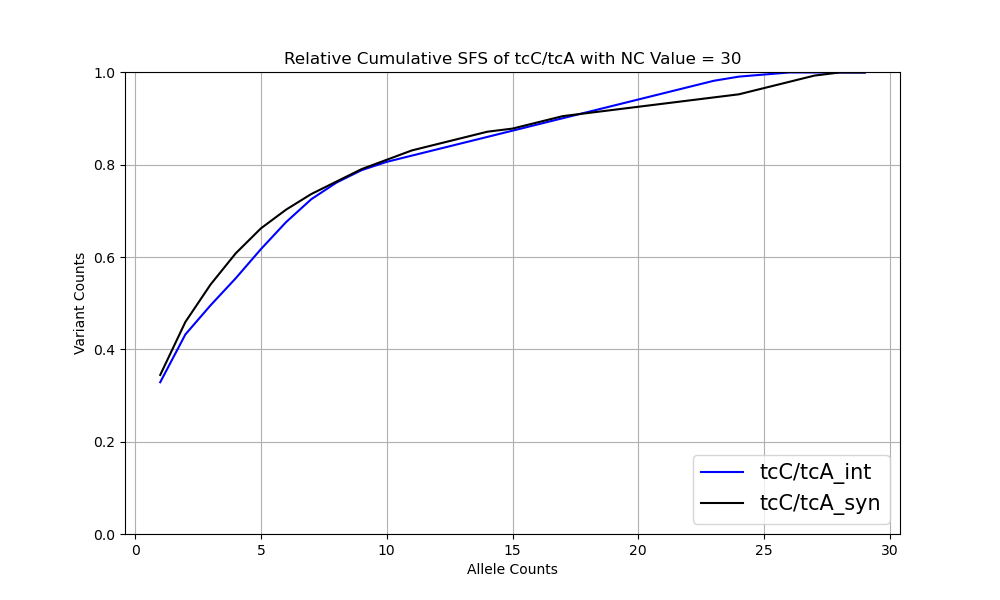 Relative Cumulative SFS of tcC/tcA with NC Value = 30
1.0
0.8
0.6
0.4
0.2
0.0
Variant Counts
0 5 10 15 20 25 30
Allele Counts
tcC/tcA_int
tcC/tcA_syn